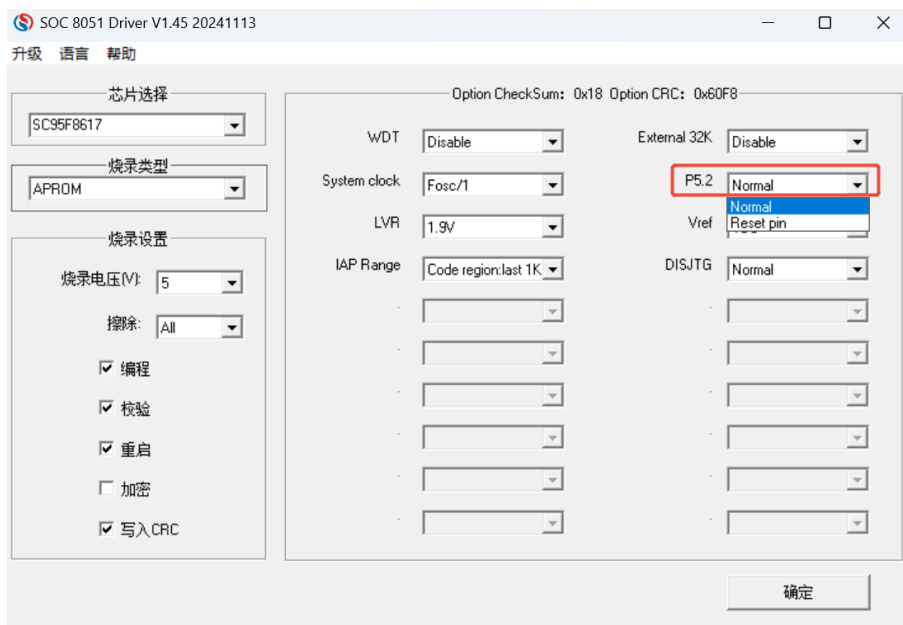 SOC 8051 Driver V1.45 20241113
升级 语言 帮助
芯片选择
SC95F8617
烧录类型
APROM
烧录设置
烧录电压(V): 5
擦除: All
编程
校验
重启
加密
写入CRC
Option CheckSum: 0x18 Option CRC: 0x60F8
WDT Disable External 32K Disable
System clock Fosc/1 P5.2 Normal
Normal
LVR 1.9V Vref Reset pin
IAP Range Code region:last 1K DISJTG Normal
确定